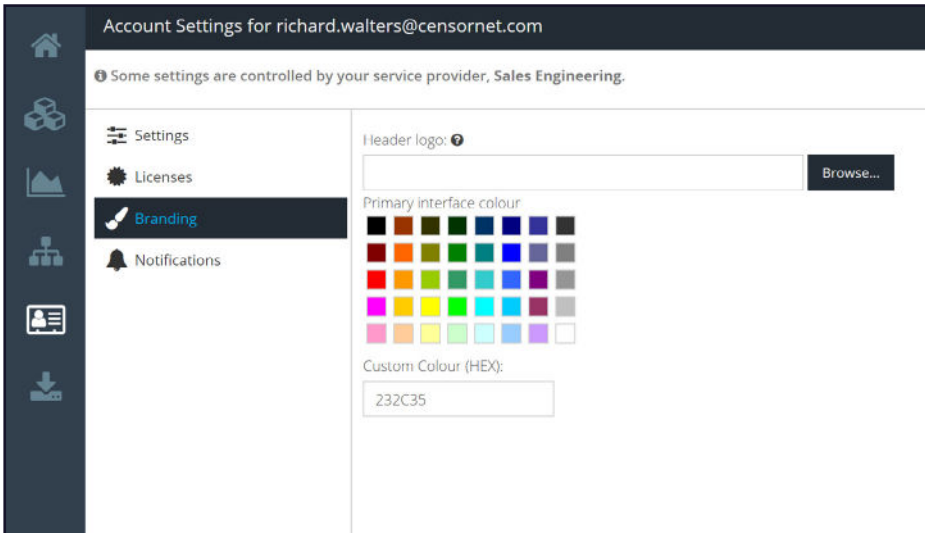 Account Settings for richard.walters@censornet.com
Some settings are controlled by your service provider, Sales Engineering.
Settings
Licenses
Branding
Notifications
Header logo:
Browse...
Primary interface colour
Custom Colour (HEX):
232C35